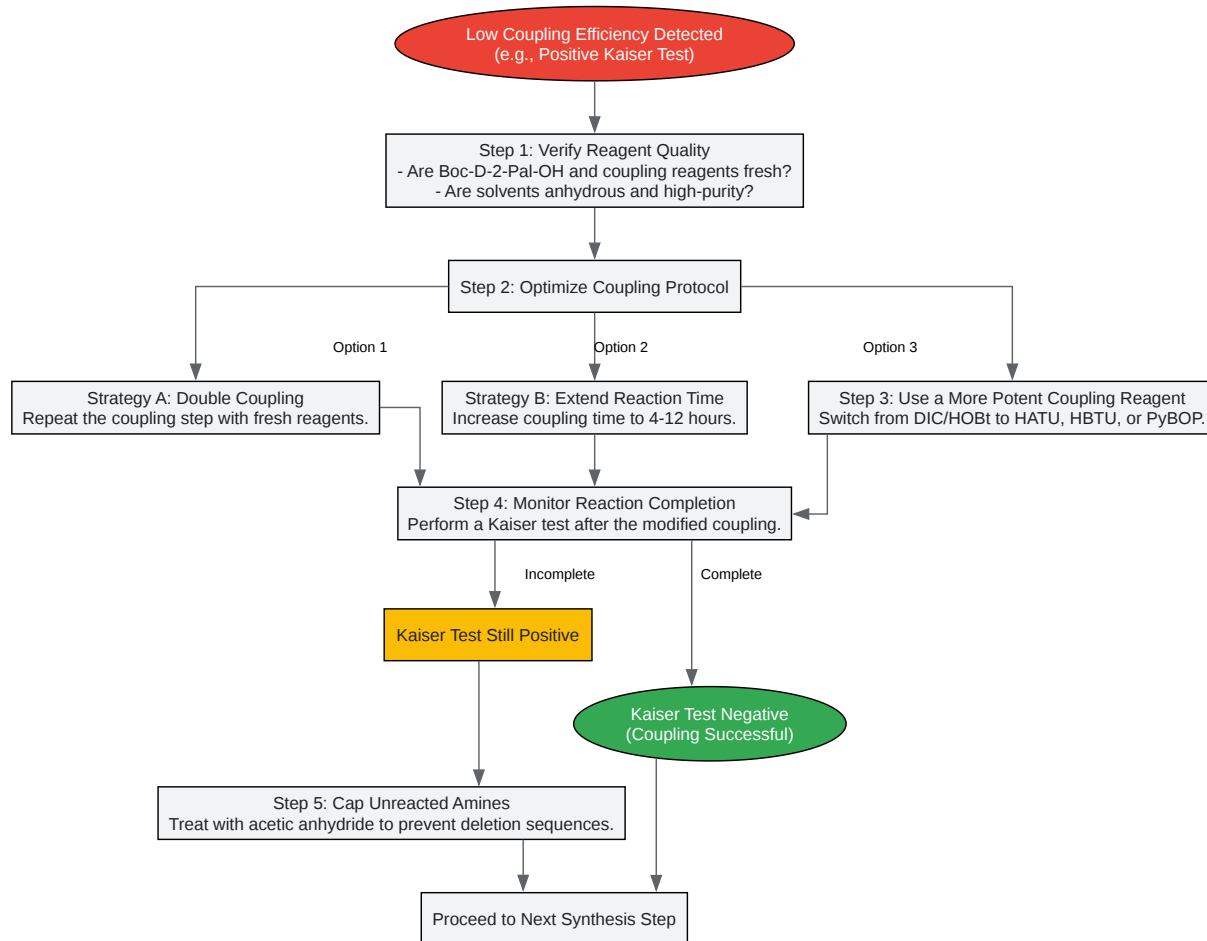 Low Coupling Efficiency Detected
(e.g., Positive Kaiser Test)
Step 1: Verify Reagent Quality
- Are Boc-D-2-Pal-OH and coupling reagents fresh?
- Are solvents anhydrous and high-purity?
Step 2: Optimize Coupling Protocol
Option 1
Option 2
Option 3
Strategy A: Double Coupling
Repeat the coupling step with fresh reagents.
Strategy B: Extend Reaction Time
Increase coupling time to 4-12 hours.
Step 3: Use a More Potent Coupling Reagent
Switch from DIC/HOBt to HATU, HBTU, or PyBOP.
Step 4: Monitor Reaction Completion
Perform a Kaiser test after the modified coupling.
Incomplete
Complete
Kaiser Test Still Positive
Kaiser Test Negative
(Coupling Successful)
Step 5: Cap Unreacted Amines
Treat with acetic anhydride to prevent deletion sequences.
Proceed to Next Synthesis Step